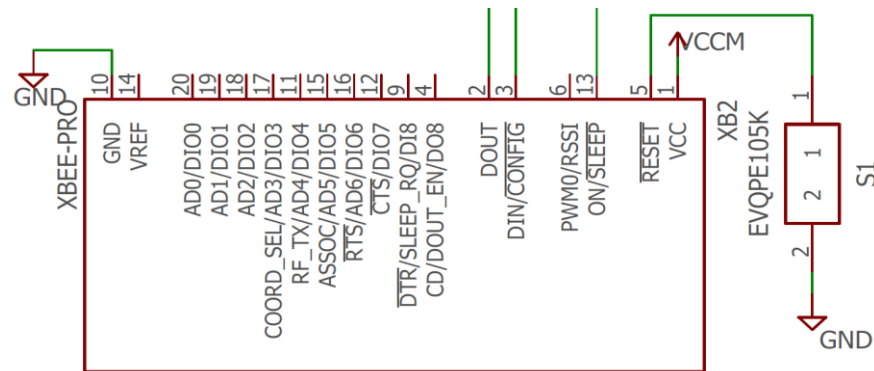 VCCM
GND
10
14
20
19
18
17
11
15
16
12
9
4
2
3
6
13
5
1
XBEE-PRO
GND
VREF
AD0/DIO0
AD1/DIO1
AD2/DIO2
COORD_SEL/AD3/DIO3
RF_TX/AD4/DIO4
ASSOC/AD5/DIO5
RTS/AD6/DIO6
CTS/DIO7
DTR/SLEEP_RQ/DI8
CD/DOUT_EN/DO8
DOUT
DIN/CONFIG
PWM0/RSSI
ON/SLEEP
RESET
VCC
XB2
EVQPE105K
1
1
2
2
S1
GND